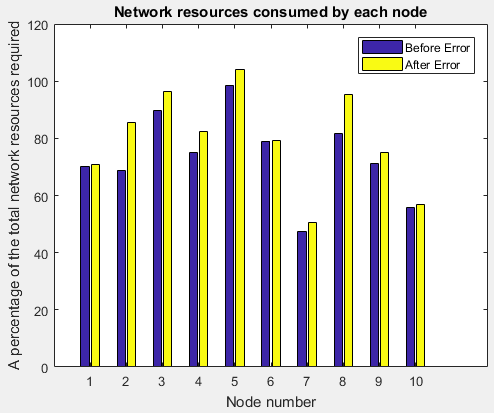 Network resources consumed by each node
A percentage of the total network resources required
120
100
80
60
40
20
0
Before Error
After Error
1 2 3 4 5 6 7 8 9 10
Node number